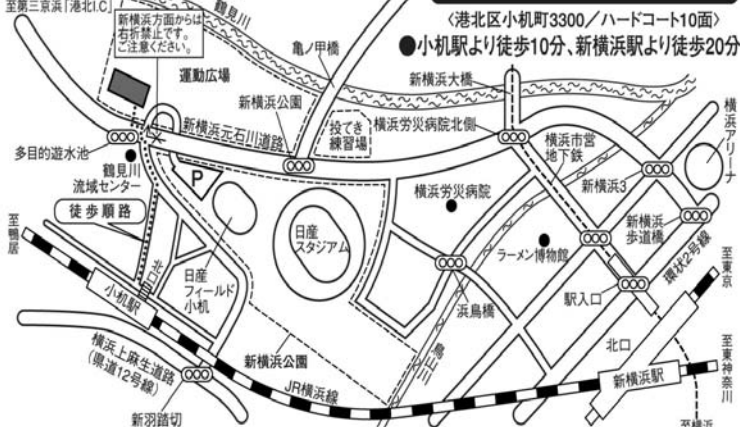 至第三京浜「港北I.C」
新横浜方面からは
右折禁止です。
ご注意ください。
鶴見川
〈港北区小机町3300／ハードコート10面〉
●小机駅より徒歩10分、新横浜駅より徒歩20分
亀ノ甲橋
運動広場
新横浜大橋
新横浜公園
新横浜元石川道路
投てき
練習場
横浜労災病院北側
横浜市営
地下鉄
横浜アリーナ
多目的遊水池
鶴見川
流域センター
P
横浜労災病院
新横浜3
徒歩順路
新横浜
歩道橋
至鴨居
日産
スタジアム
ラーメン博物館
環状2号線
至東京
北口
日産
フィールド
小机
浜鳥橋
駅入口
小机駅
鳥山川
北口
至東神奈川
横浜上麻生道路
(県道12号線)
新横浜公園
JR横浜線
新横浜駅
新羽踏切
至横浜